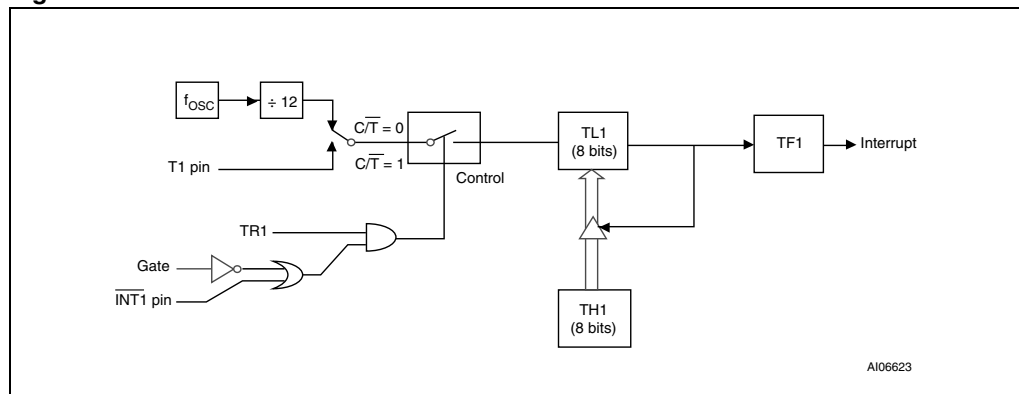 fOSC
÷ 12
C/T̅ = 0
TL1
(8 bits)
TF1
Interrupt
T1 pin
C/T̅ = 1
Control
TR1
Gate
I̅N̅T̅1̅ pin
TH1
(8 bits)
AI06623